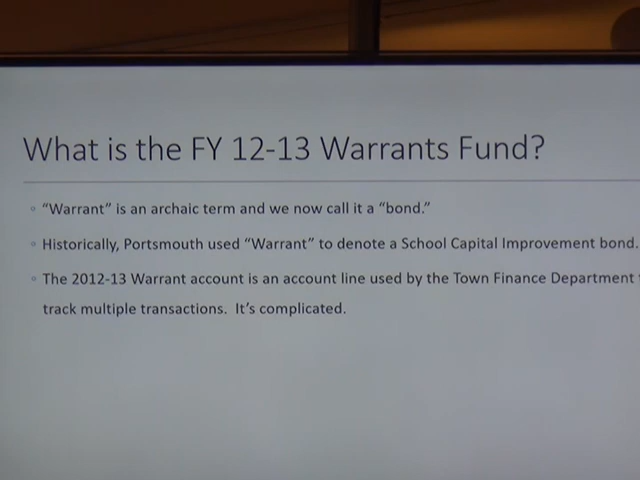 What is the FY 12-13 Warrants Fund?
"Warrant" is an archaic term and we now call it a "bond."
Historically, Portsmouth used "Warrant" to denote a School Capital Improvement bond.
The 2012-13 Warrant account is an account line used by the Town Finance Department
track multiple transactions. It's complicated.